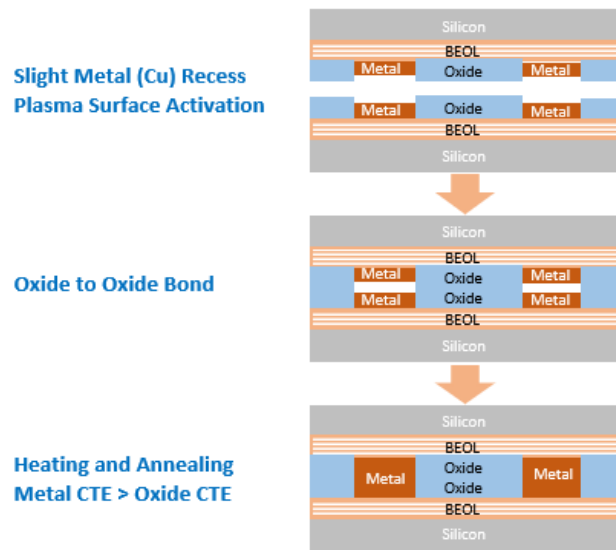 Silicon
BEOL
Metal Oxide Metal
Slight Metal (Cu) Recess
Plasma Surface Activation
Metal Oxide Metal
BEOL
Silicon
Silicon
BEOL
Metal Oxide Metal
Oxide to Oxide Bond
Metal Oxide Metal
BEOL
Silicon
Silicon
BEOL
Heating and Annealing
Metal CTE > Oxide CTE
Oxide
Metal Metal
Oxide
BEOL
Silicon